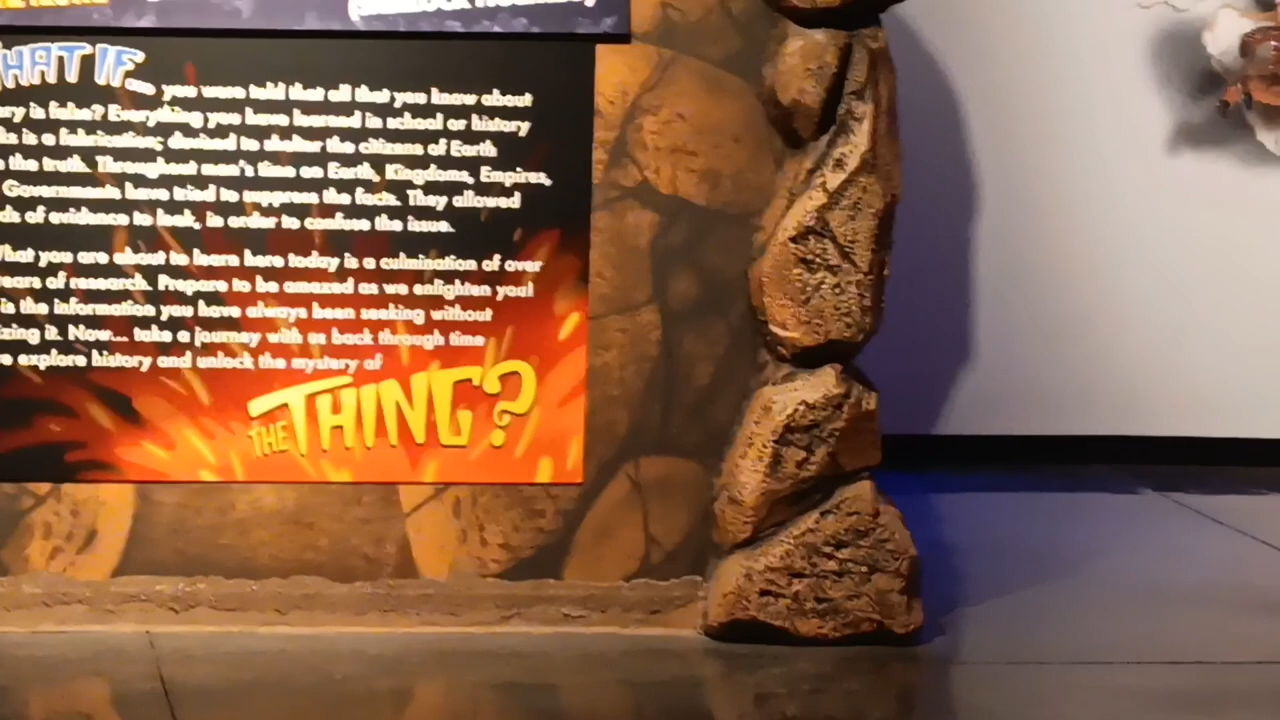 HAT IF... you were told that all that you know about
ry is fake? Everything you have learned in school or history
ks is a fabrication; devised to shelter the citizens of Earth
the truth. Throughout man's time on Earth, Kingdoms, Empires,
Governments have tried to suppress the facts. They allowed
ds of evidence to leak, in order to confuse the issue.
hat you are about to learn here today is a culmination of over
ears of research. Prepare to be amazed as we enlighten you!
is the information you have always been seeking without
izing it. Now... take a journey with us back through time
e explore history and unlock the mystery of
THE THING?